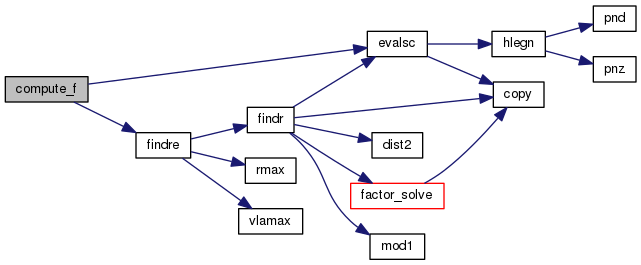 compute_f
findre
findr
rmax
vlamax
evalsc
dist2
factor_solve
mod1
hlegn
copy
pnd
pnz